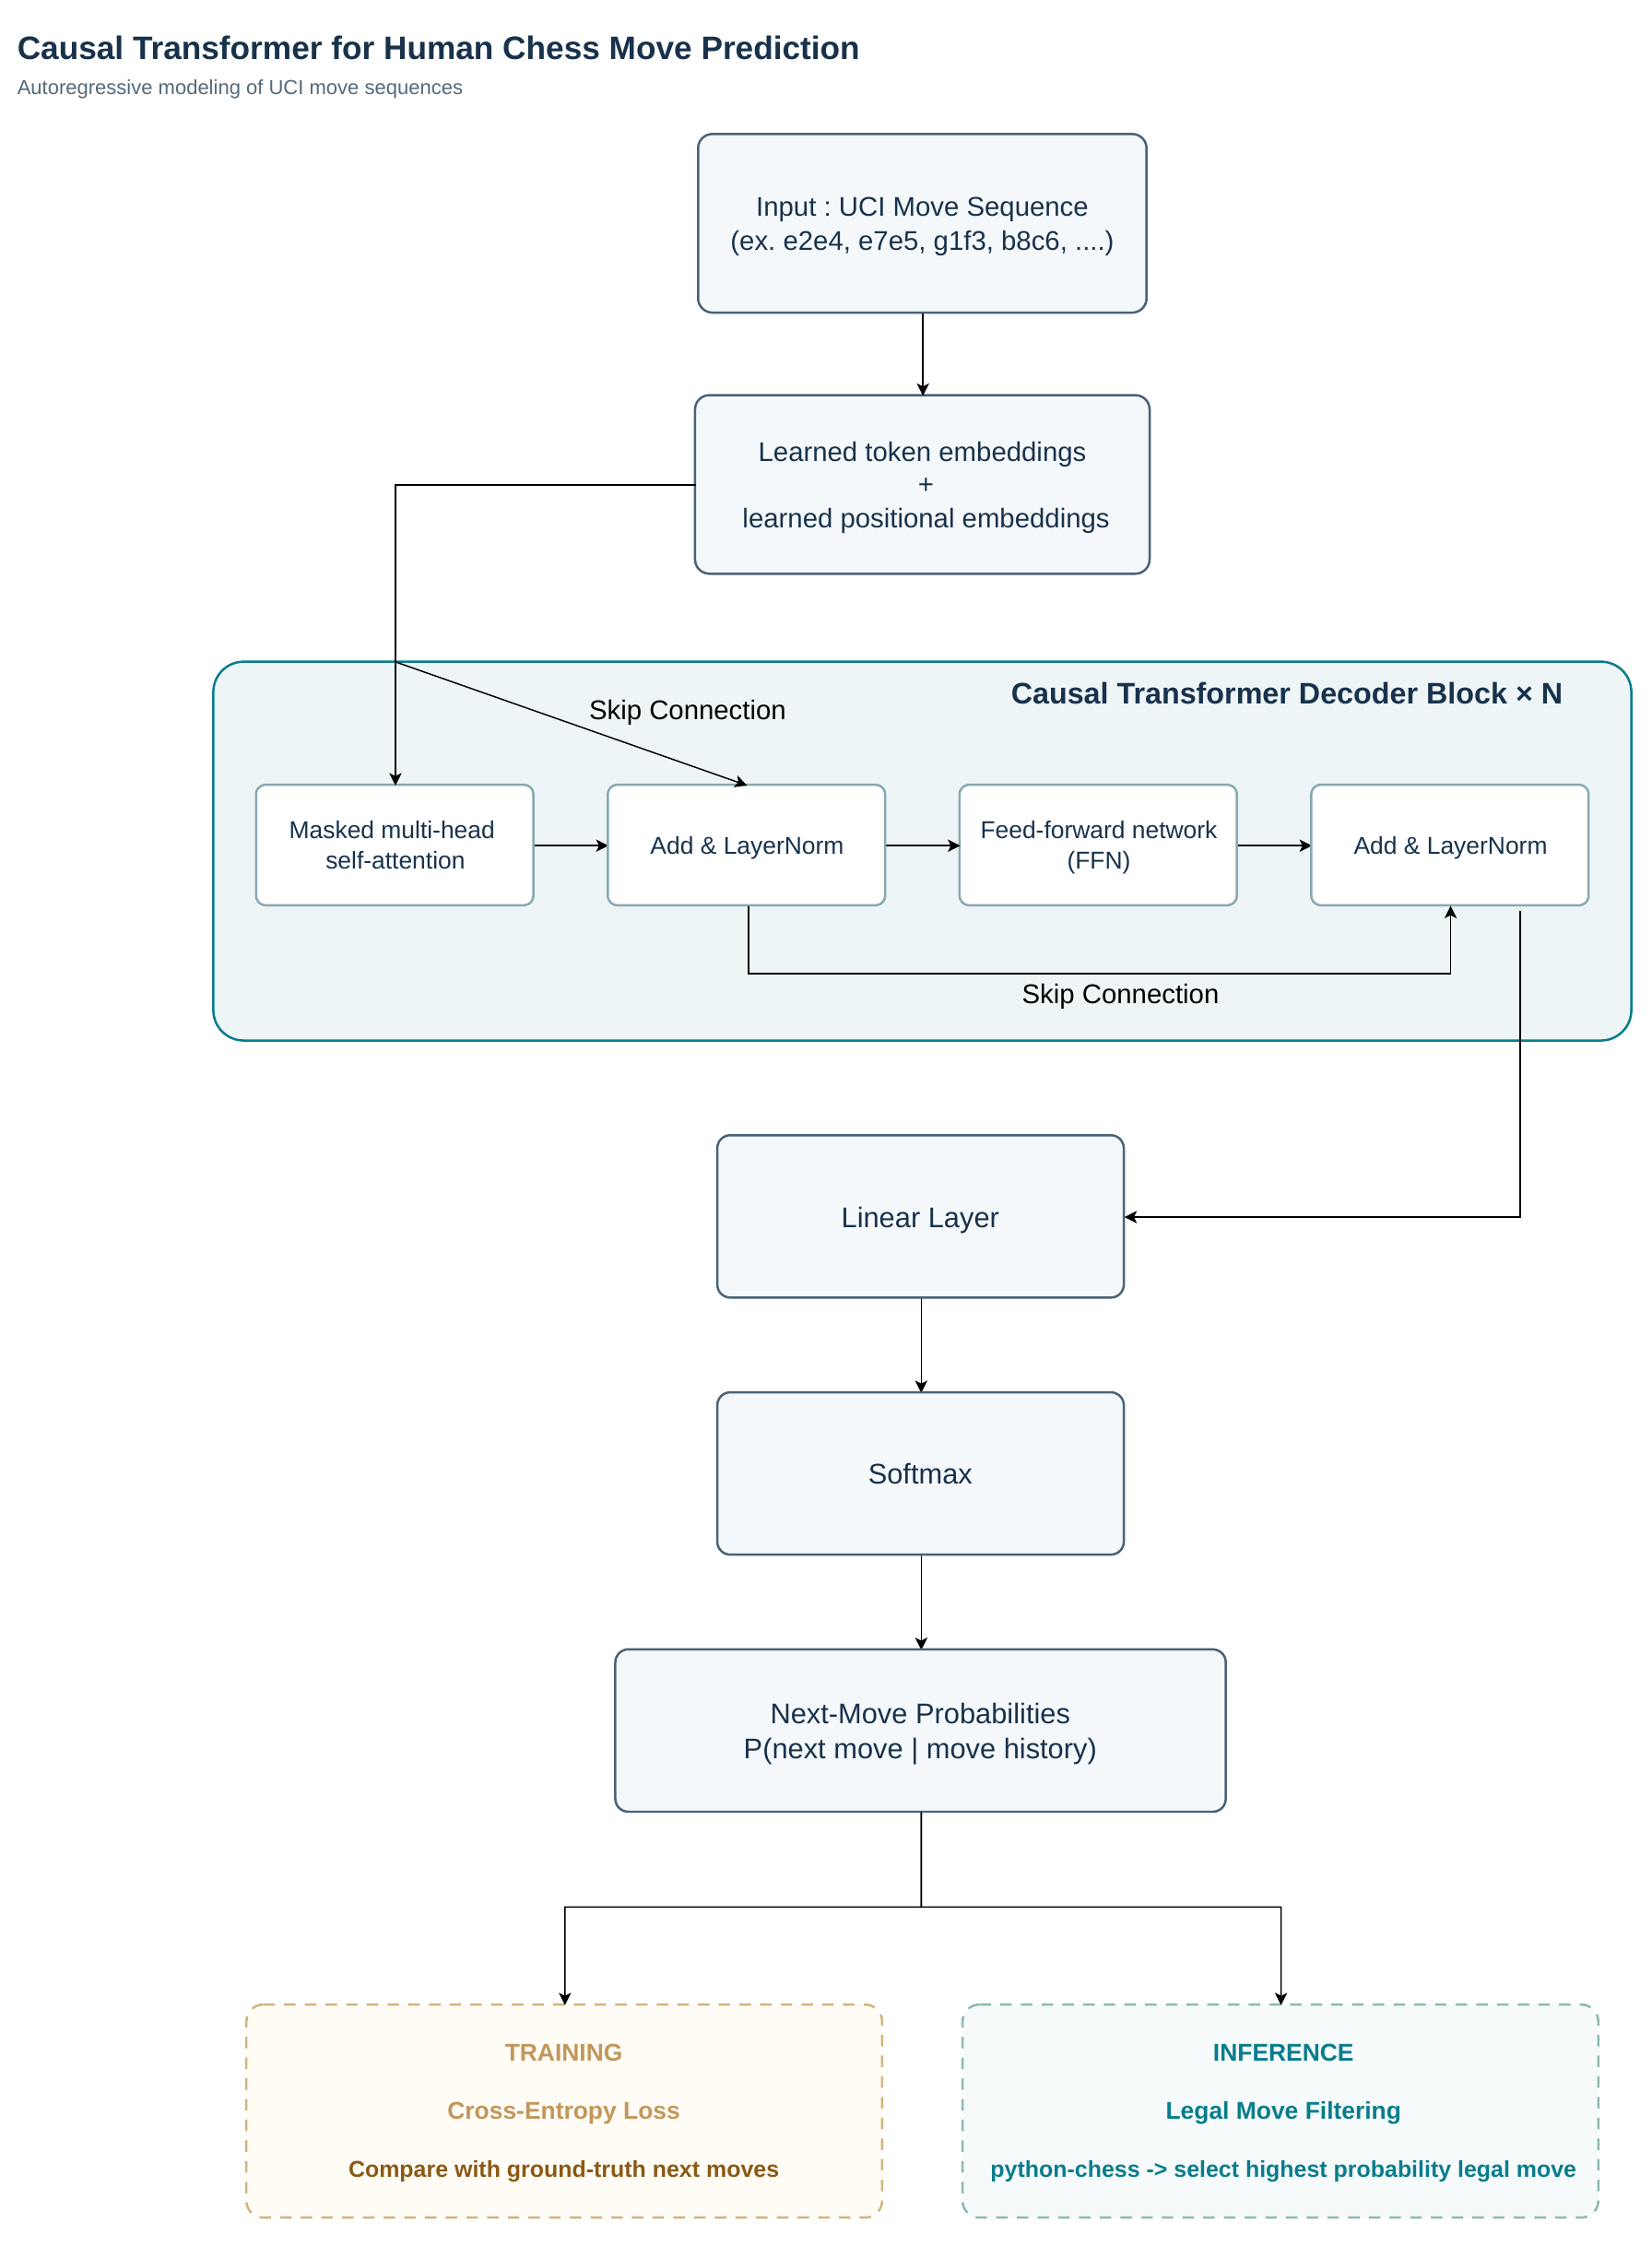 Causal Transformer for Human Chess Move Prediction
Autoregressive modeling of UCI move sequences
Input : UCI Move Sequence
(ex. e2e4, e7e5, g1f3, b8c6, ....)
Learned token embeddings
+
learned positional embeddings
Causal Transformer Decoder Block × N
Skip Connection
Masked multi-head
self-attention
Add & LayerNorm
Feed-forward network
(FFN)
Add & LayerNorm
Skip Connection
Linear Layer
Softmax
Next-Move Probabilities
P(next move | move history)
TRAINING
Cross-Entropy Loss
Compare with ground-truth next moves
INFERENCE
Legal Move Filtering
python-chess -> select highest probability legal move